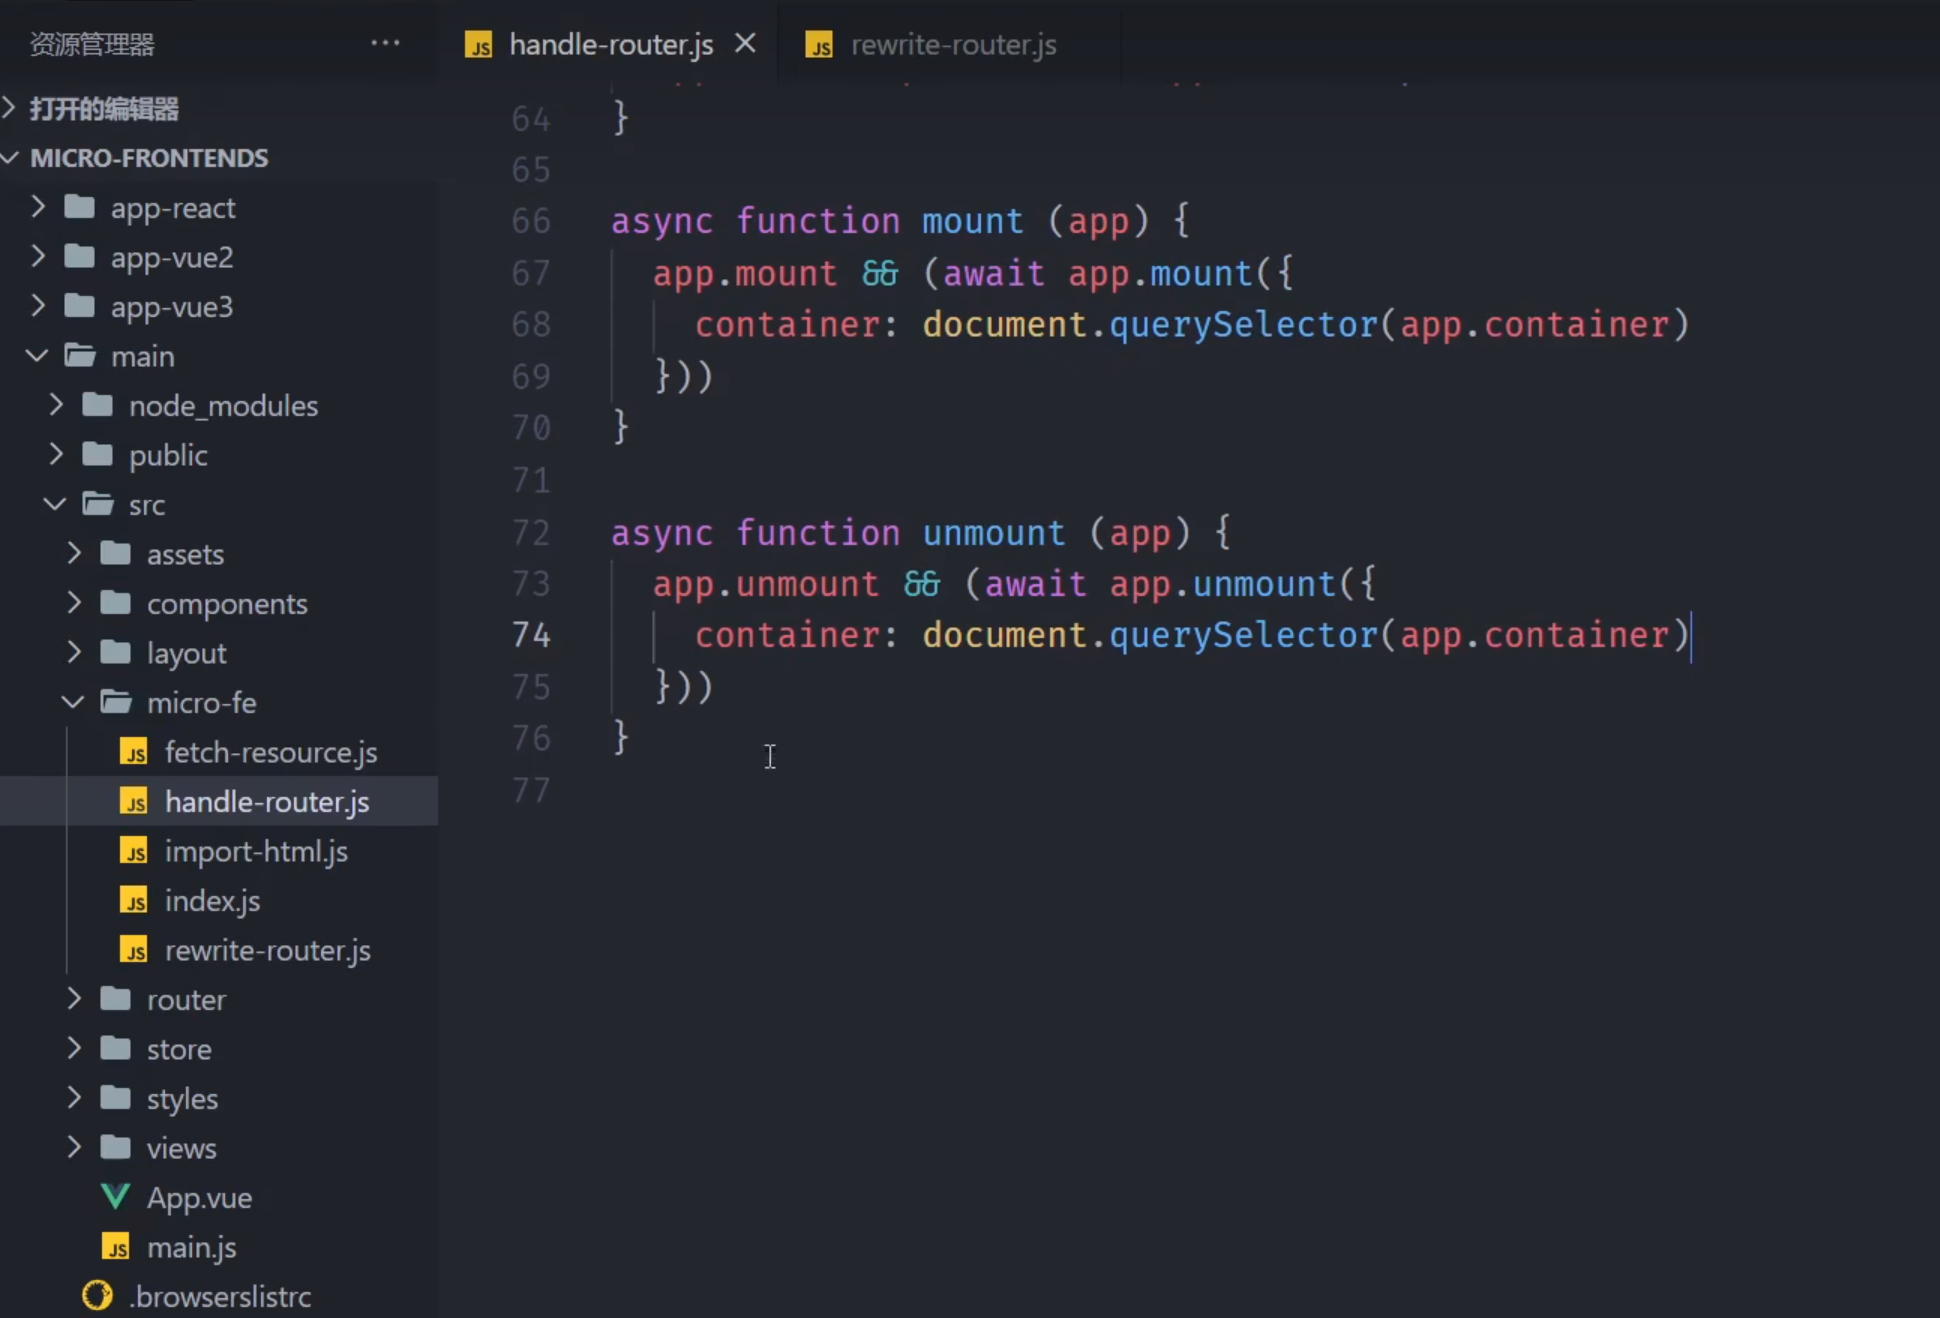 资源管理器 ···
打开的编辑器
MICRO-FRONTENDS
app-react
app-vue2
app-vue3
main
node_modules
public
src
assets
components
layout
micro-fe
JS fetch-resource.js
JS handle-router.js
JS import-html.js
JS index.js
JS rewrite-router.js
router
store
styles
views
App.vue
JS main.js
.browserslistrc
JS handle-router.js ×
JS rewrite-router.js
64 }
65
66 async function mount (app) {
67   app.mount && (await app.mount({
68     container: document.querySelector(app.container)
69   }))
70 }
71
72 async function unmount (app) {
73   app.unmount && (await app.unmount({
74     container: document.querySelector(app.container)
75   }))
76 }
77